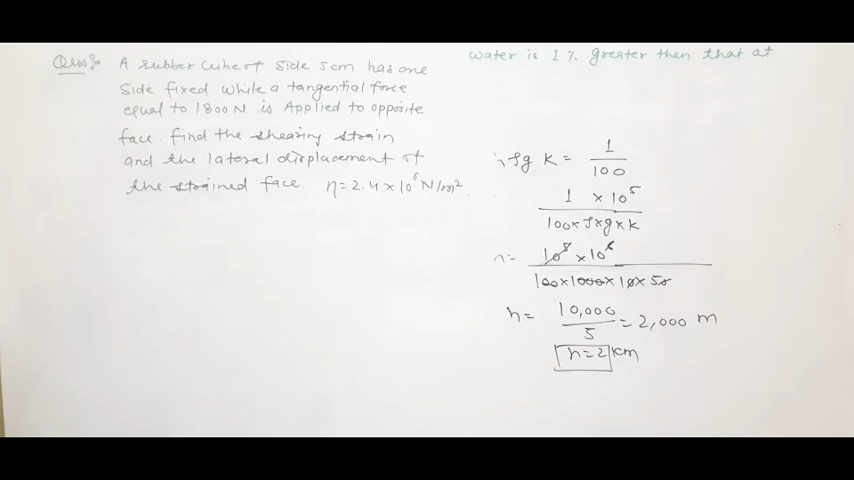 Ques:- A rubber cube of side 5cm has one
side fixed while a tangential force
equal to 1800 N is Applied to opposite
face. find the shearing strain
and the lateral displacement of
the strained face. η = 2.4 × 10⁶ N/m²
water is 1% greater then that at
ρg K = 1/100
1 × 10⁵ / 100 × ρ × g × K
10⁸ × 10⁶ / 100 × 1000 × 10 × 50
h = 10,000 / 5 = 2,000 m
h = 2 km